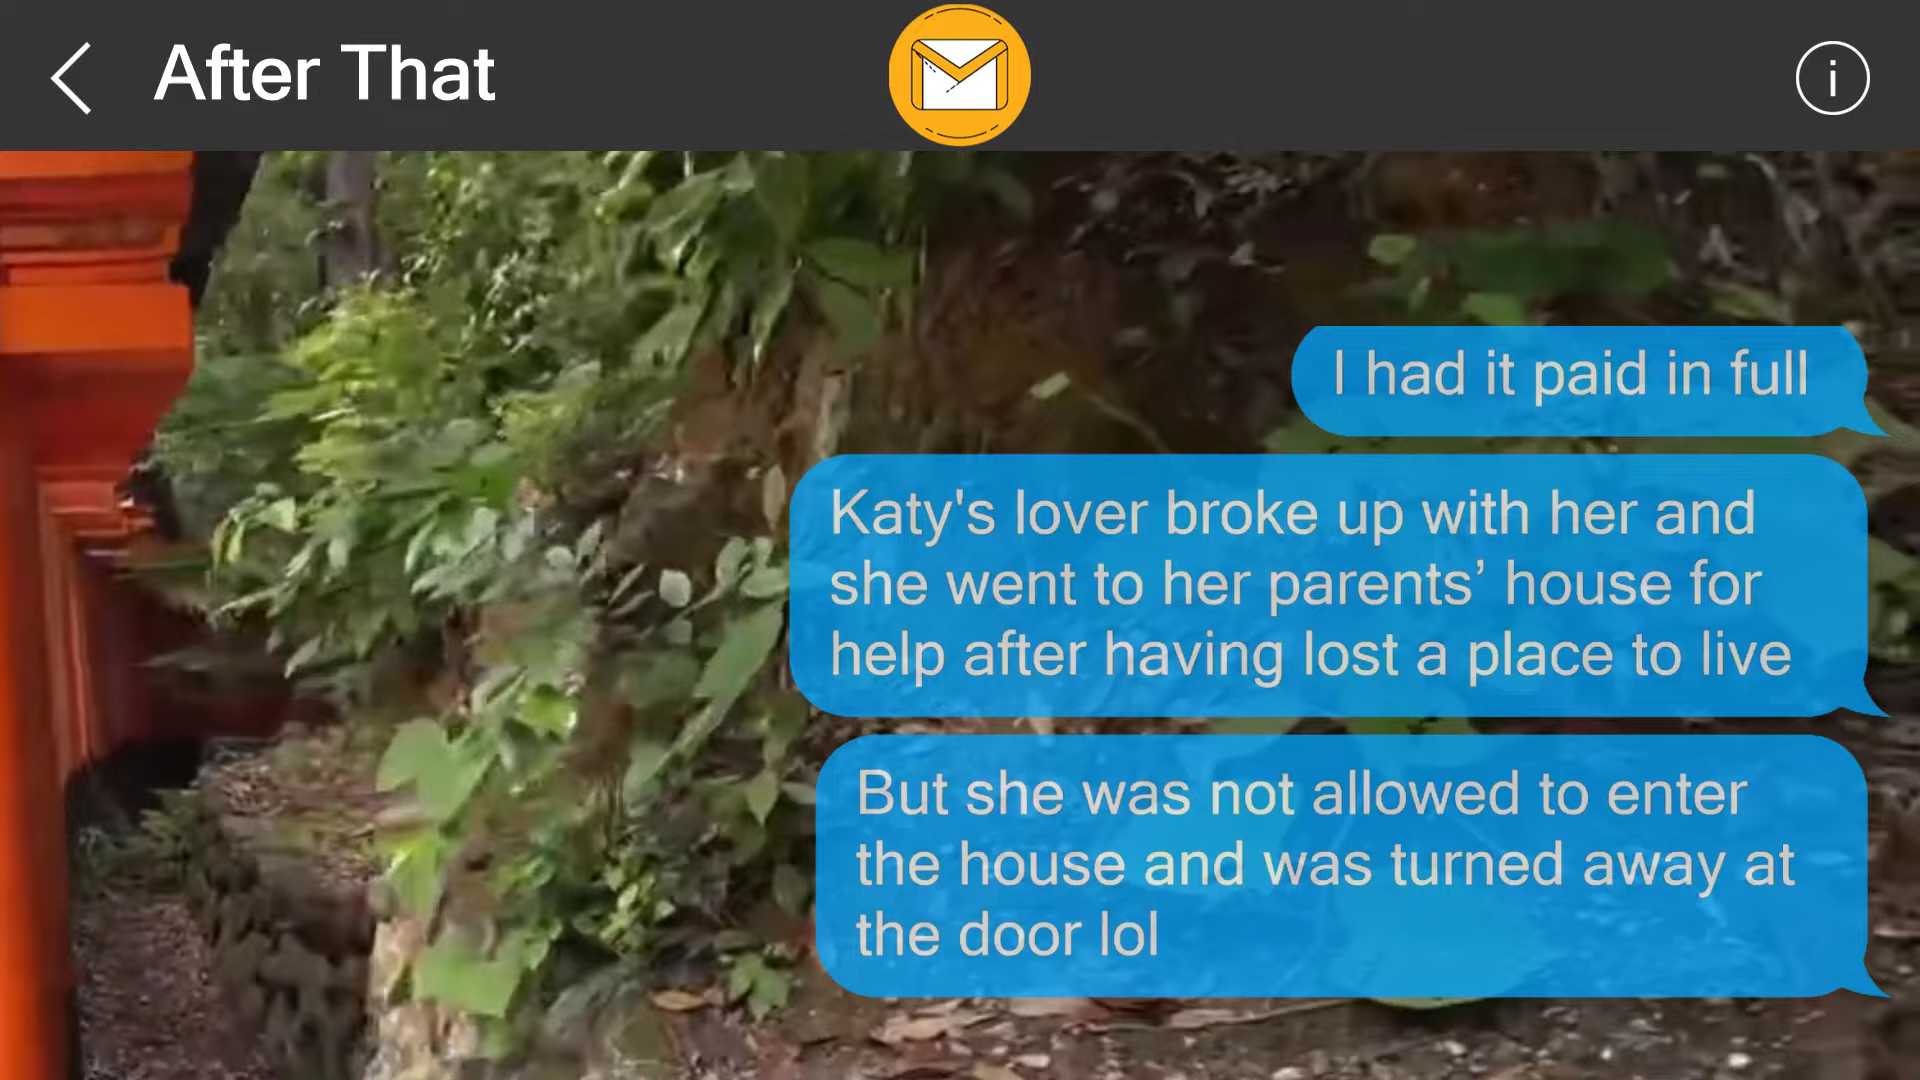 After That
I had it paid in full
Katy's lover broke up with her and
she went to her parents’ house for
help after having lost a place to live
But she was not allowed to enter
the house and was turned away at
the door lol